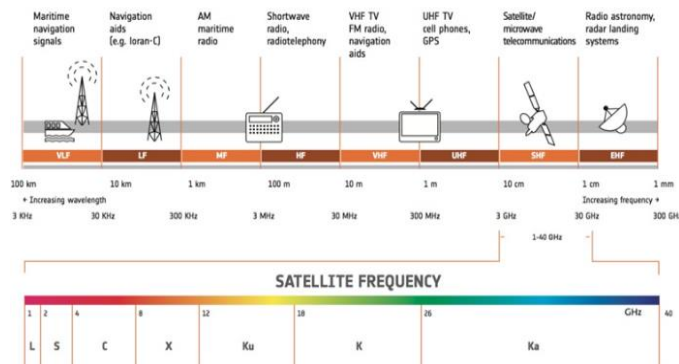 Maritime
navigation
signals
Navigation
aids
(e.g. loran-C)
AM
maritime
radio
Shortwave
radio,
radiotelephony
VHF TV
FM radio,
navigation
aids
UHF TV
cell phones,
GPS
Satellite/
microwave
telecommunications
Radio astronomy,
radar landing
systems
VLF LF MF HF VHF UHF SHF EHF
100 km 10 km 1 km 100 m 10 m 1 m 10 cm 1 cm 1 mm
← Increasing wavelength Increasing frequency →
3 KHz 30 KHz 300 KHz 3 MHz 30 MHz 300 MHz 3 GHz 30 GHz 300 GHz
1-40 GHz
SATELLITE FREQUENCY
1 2 4 8 12 18 26 GHz 40
L S C X Ku K Ka